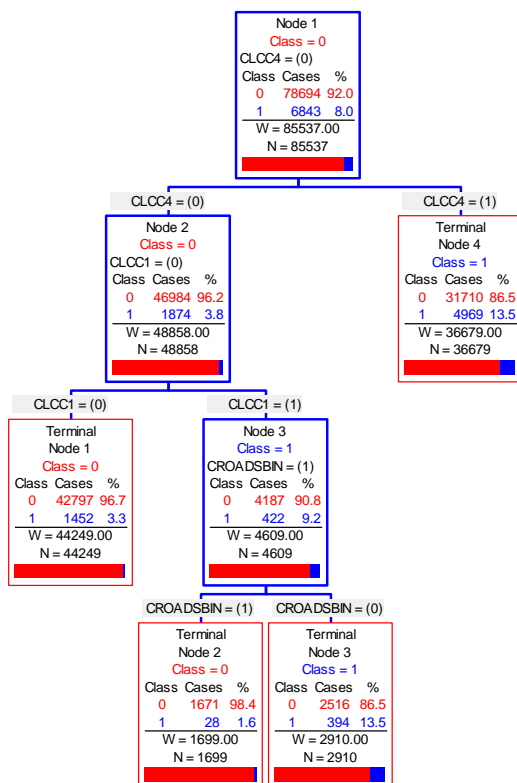 Node 1
Class = 0
CLCC4 = (0)
Class Cases %
0 78694 92.0
1 6843 8.0
W = 85537.00
N = 85537
CLCC4 = (0)
CLCC4 = (1)
Node 2
Class = 0
CLCC1 = (0)
Class Cases %
0 46984 96.2
1 1874 3.8
W = 48858.00
N = 48858
Terminal
Node 4
Class = 1
Class Cases %
0 31710 86.5
1 4969 13.5
W = 36679.00
N = 36679
CLCC1 = (0)
CLCC1 = (1)
Terminal
Node 1
Class = 0
Class Cases %
0 42797 96.7
1 1452 3.3
W = 44249.00
N = 44249
Node 3
Class = 1
CROADSBIN = (1)
Class Cases %
0 4187 90.8
1 422 9.2
W = 4609.00
N = 4609
CROADSBIN = (1)
CROADSBIN = (0)
Terminal
Node 2
Class = 0
Class Cases %
0 1671 98.4
1 28 1.6
W = 1699.00
N = 1699
Terminal
Node 3
Class = 1
Class Cases %
0 2516 86.5
1 394 13.5
W = 2910.00
N = 2910